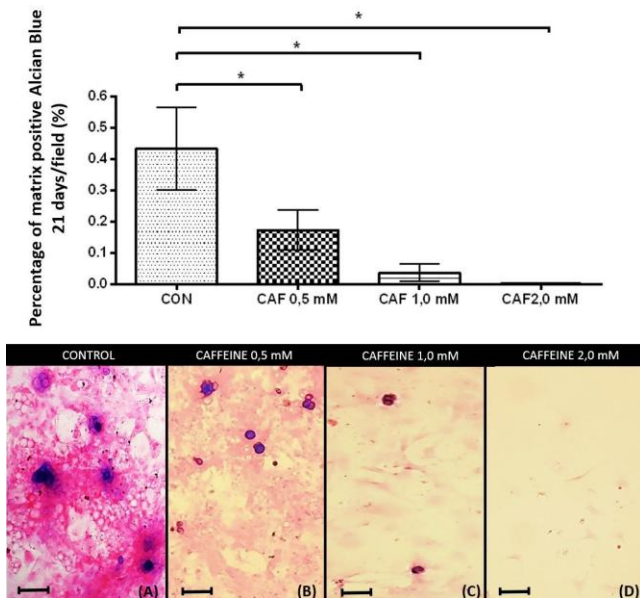 *
*
*
Percentage of matrix positive Alcian Blue
21 days/field (%)
0.6
0.5
0.4
0.3
0.2
0.1
0.0
CON
CAF 0,5 mM
CAF 1,0 mM
CAF2,0 mM
CONTROL
CAFFEINE 0,5 mM
CAFFEINE 1,0 mM
CAFFEINE 2,0 mM
(A)
(B)
(C)
(D)